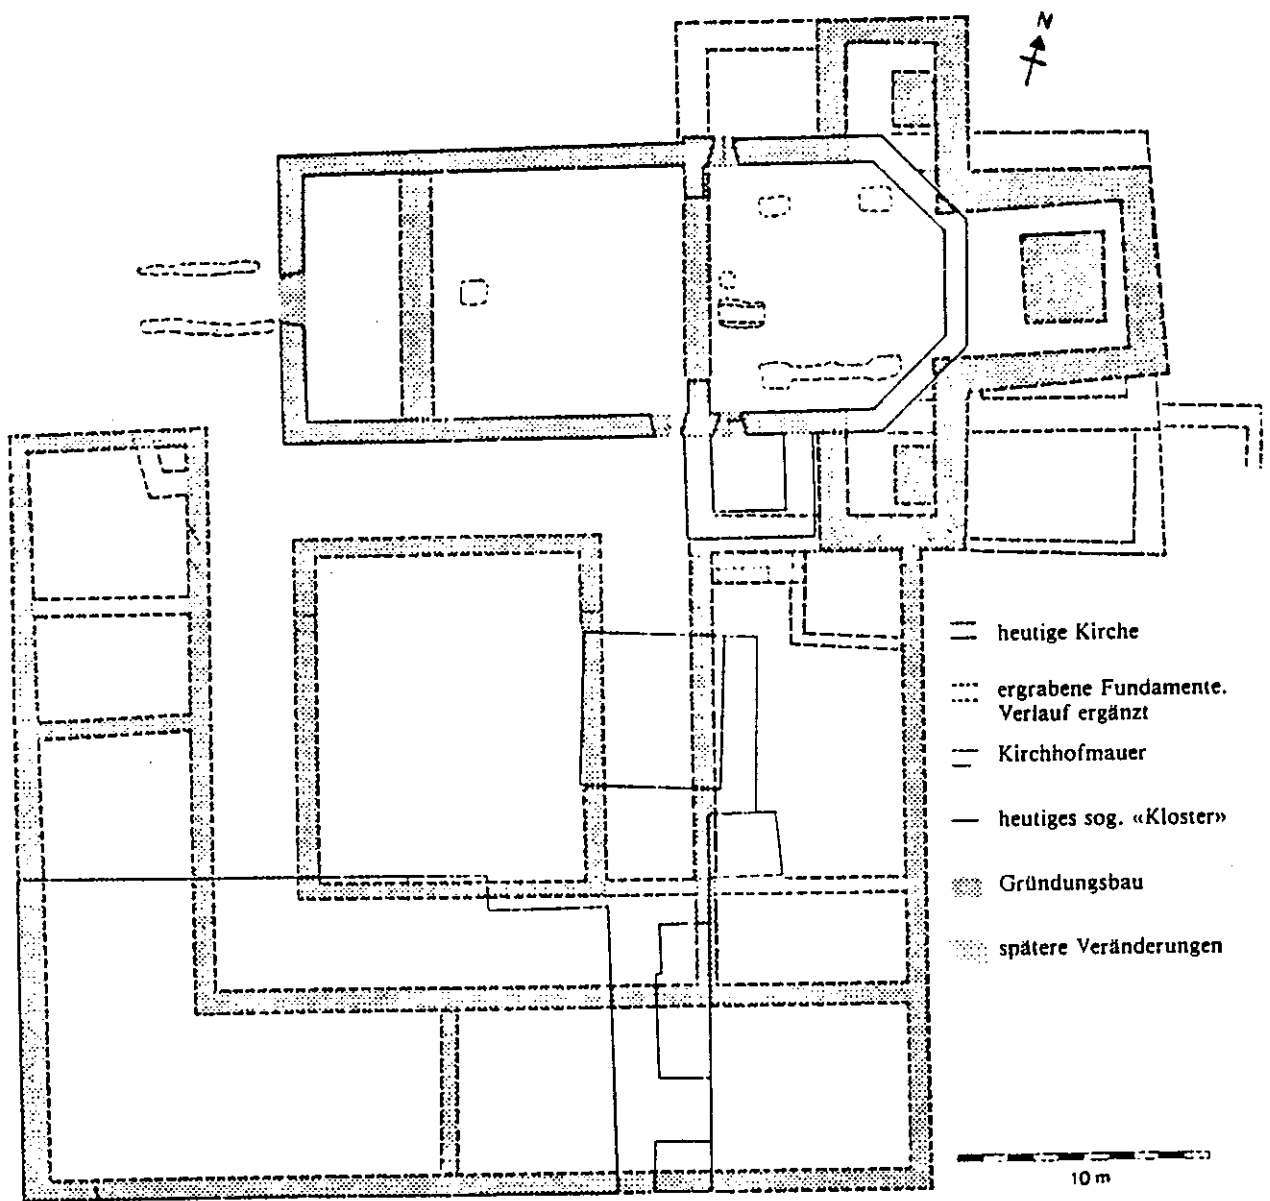 N
heutige Kirche
ergrabene Fundamente.
Verlauf ergänzt
Kirchhofmauer
heutiges sog. «Kloster»
Gründungsbau
spätere Veränderungen
10 m